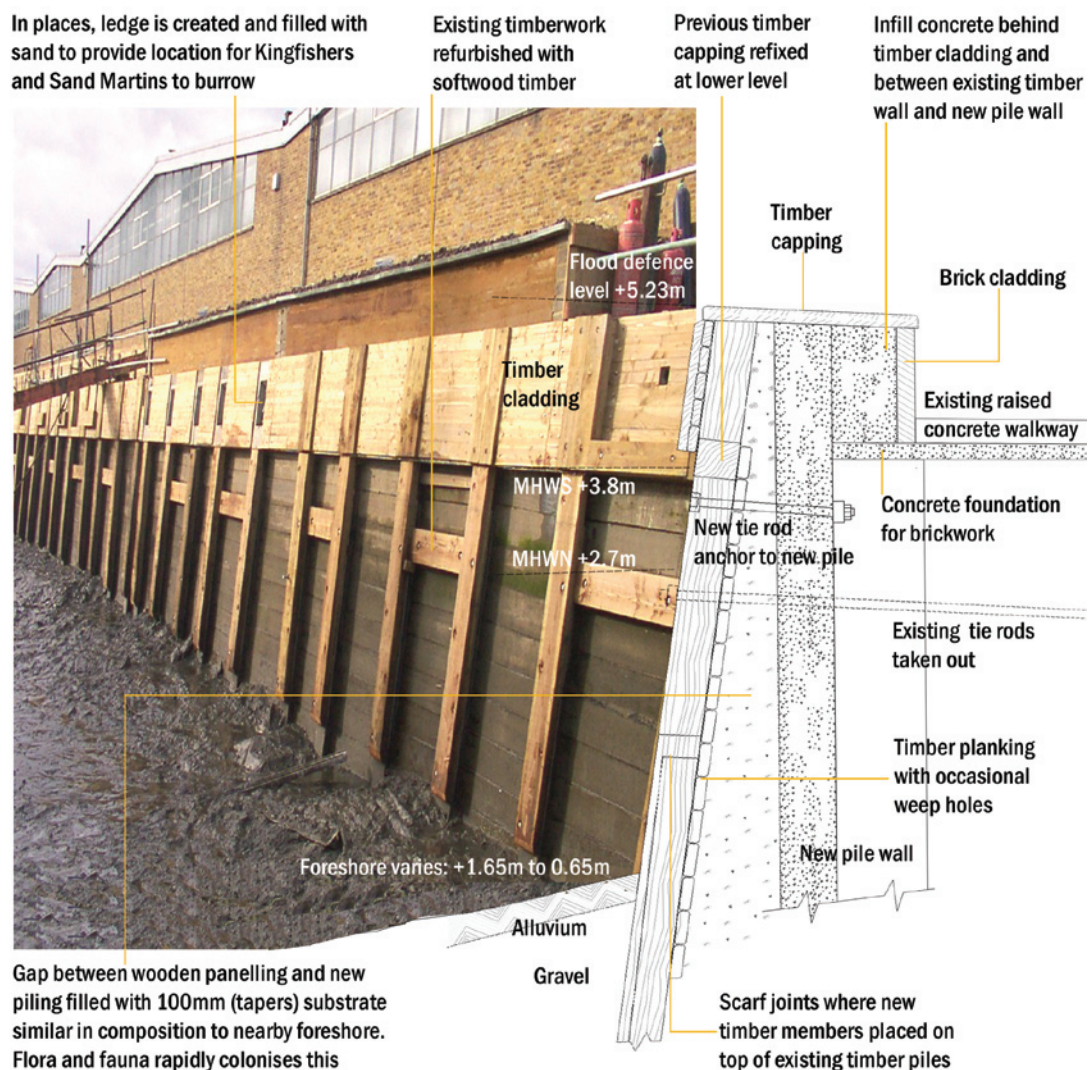 In places, ledge is created and filled with
sand to provide location for Kingfishers
and Sand Martins to burrow
Existing timberwork
refurbished with
softwood timber
Previous timber
capping refixed
at lower level
Infill concrete behind
timber cladding and
between existing timber
wall and new pile wall
Timber
capping
Flood defence
level +5.23m
Brick cladding
Timber
cladding
Existing raised
concrete walkway
MHWS +3.8m
Concrete foundation
for brickwork
New tie rod
anchor to new pile
MHWN +2.7m
Existing tie rods
taken out
Timber planking
with occasional
weep holes
New pile wall
Foreshore varies: +1.65m to 0.65m
Alluvium
Gravel
Gap between wooden panelling and new
piling filled with 100mm (tapers) substrate
similar in composition to nearby foreshore.
Flora and fauna rapidly colonises this
Scarf joints where new
timber members placed on
top of existing timber piles